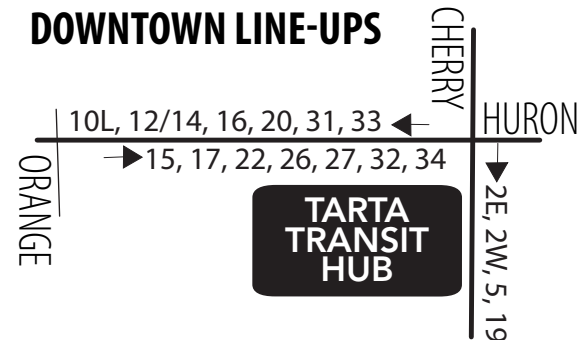 DOWNTOWN LINE-UPS
CHERRY
10L, 12/14, 16, 20, 31, 33
HURON
15, 17, 22, 26, 27, 32, 34
ORANGE
TARTA
TRANSIT
HUB
2E, 2W, 5, 19